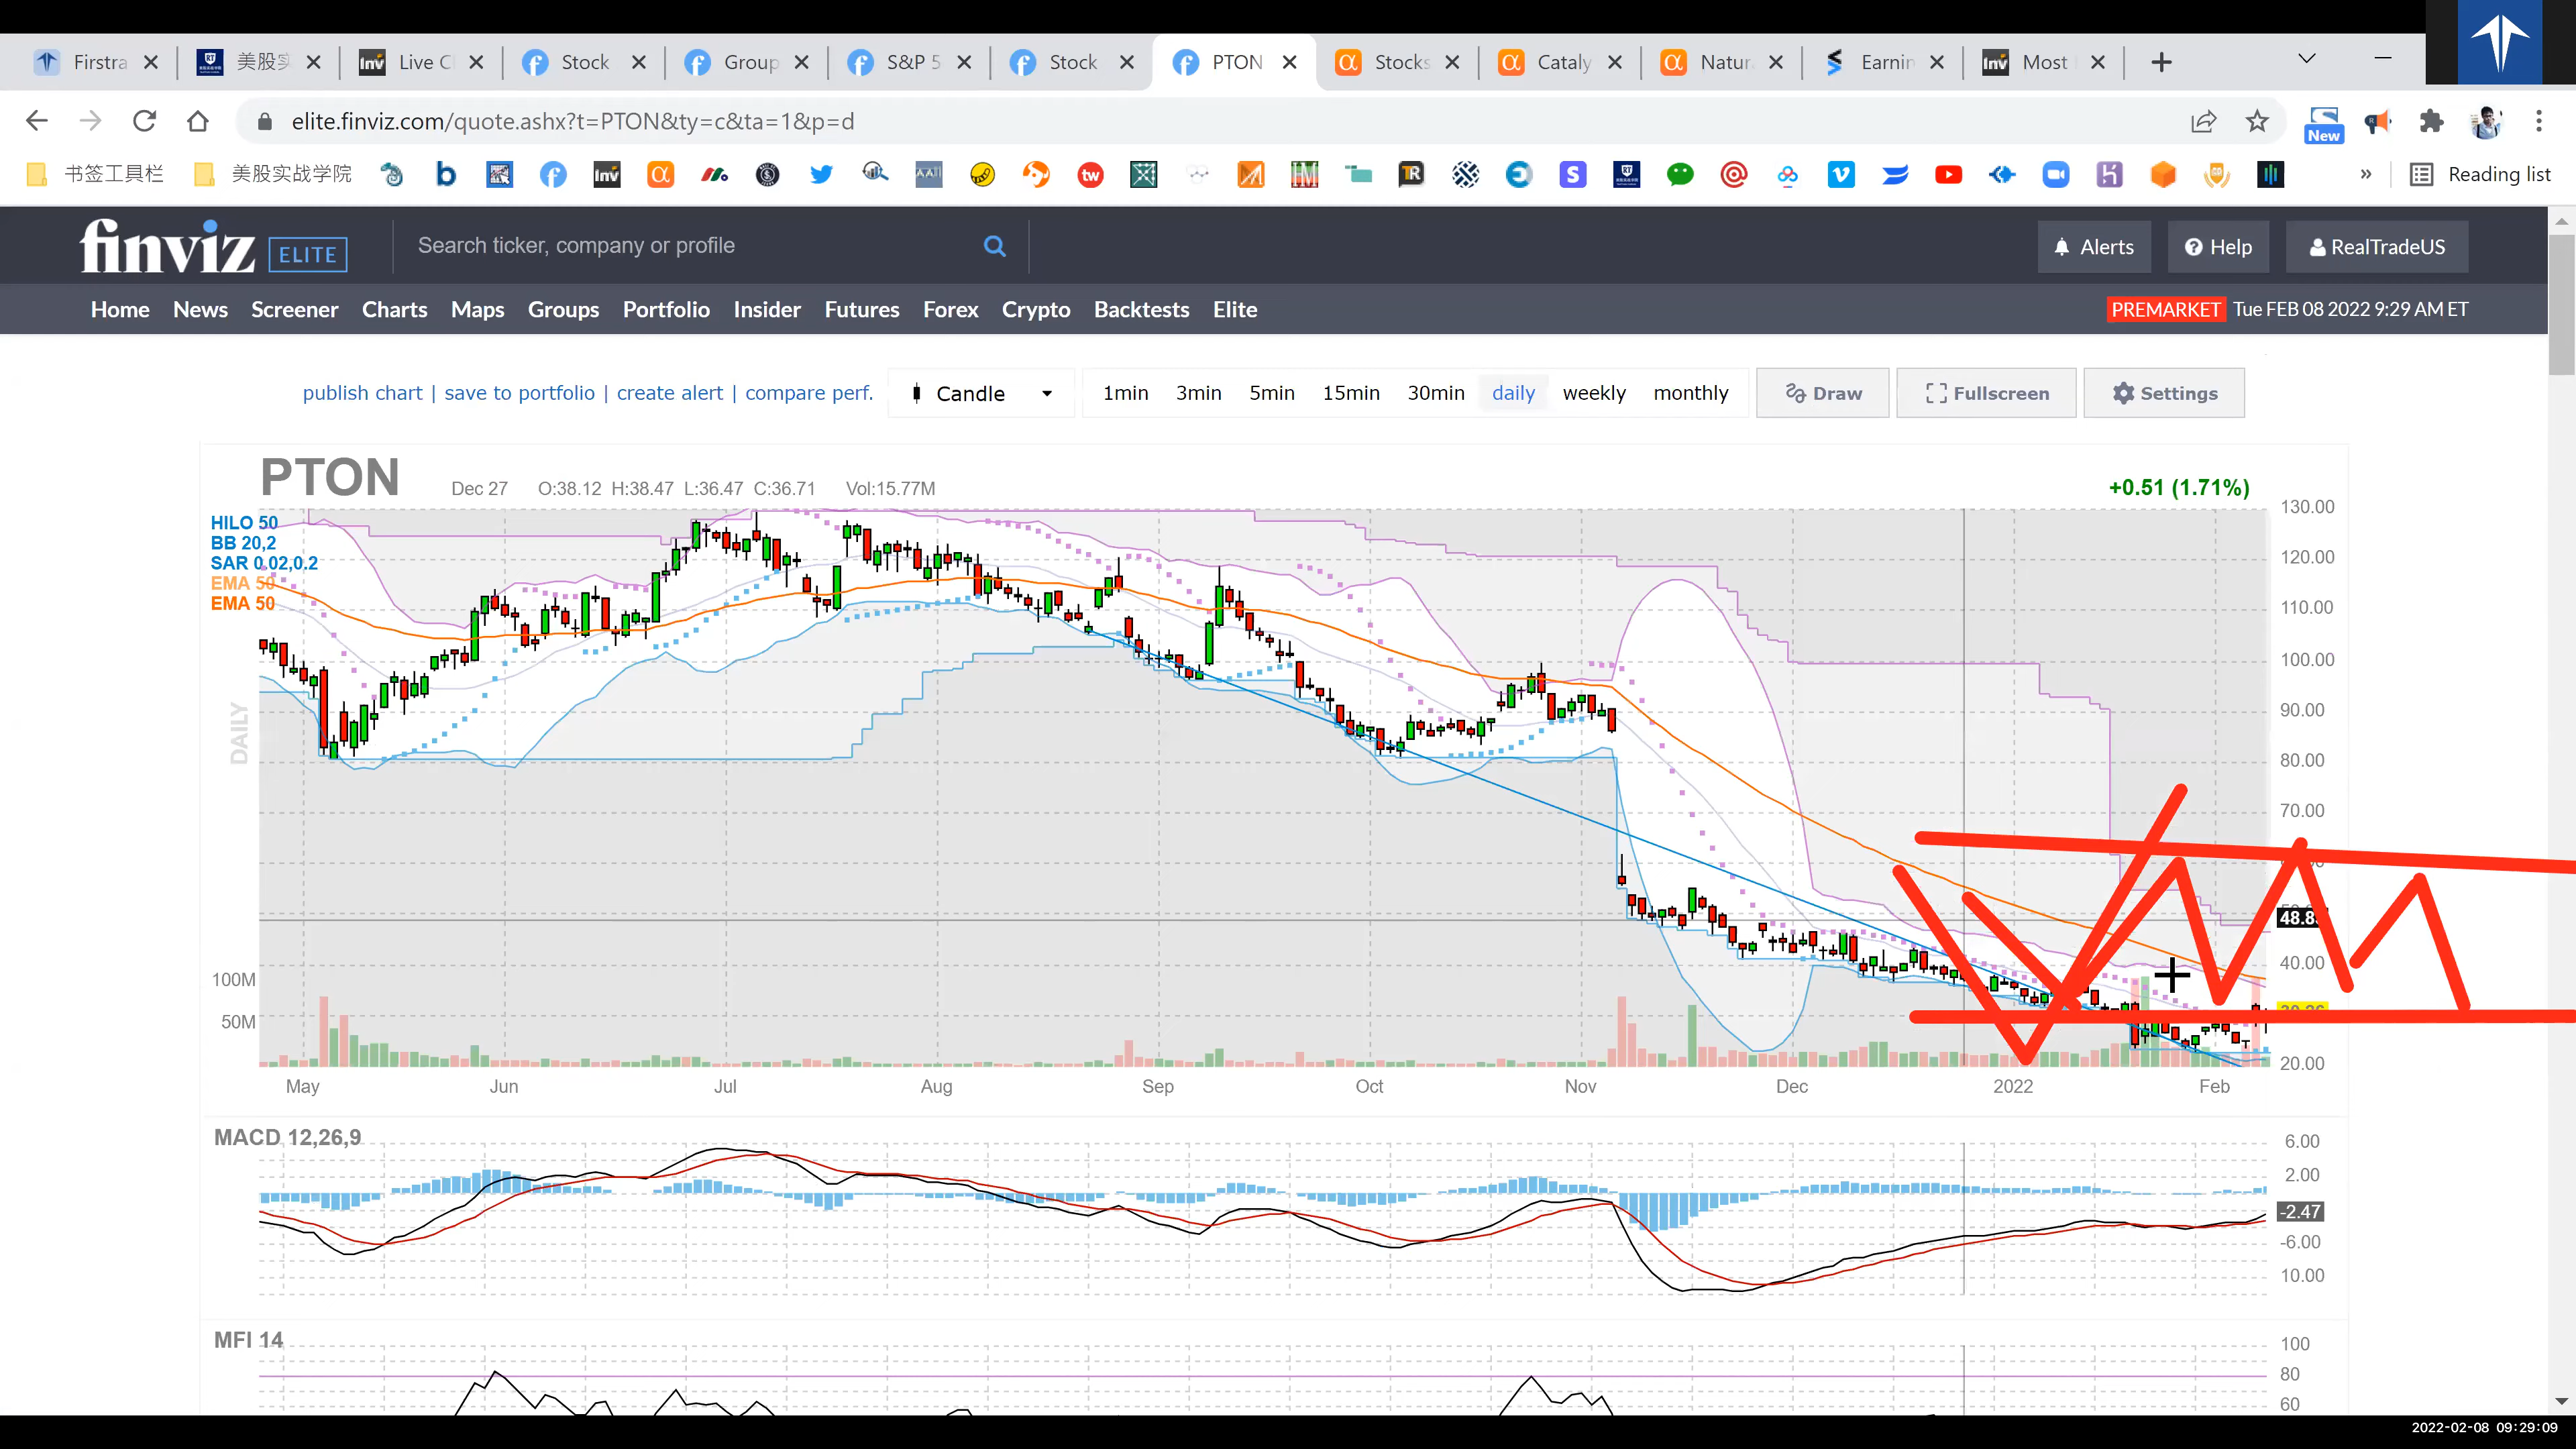 Firstra
美股实
Live C
Stock
Group
S&P 5
Stock
PTON
Stocks
Cataly
Natur
Earnin
Most
elite.finviz.com/quote.ashx?t=PTON&ty=c&ta=1&p=d
New
书签工具栏
美股实战学院
Reading list
finviz ELITE
Search ticker, company or profile
Alerts
Help
RealTradeUS
Home News Screener Charts Maps Groups Portfolio Insider Futures Forex Crypto Backtests Elite
PREMARKET Tue FEB 08 2022 9:29 AM ET
publish chart | save to portfolio | create alert | compare perf.
Candle
1min 3min 5min 15min 30min daily weekly monthly
Draw
Fullscreen
Settings
PTON
Dec 27 O:38.12 H:38.47 L:36.47 C:36.71 Vol:15.77M
+0.51 (1.71%)
HILO 50
BB 20,2
SAR 0.02,0.2
EMA 50
EMA 50
DAILY
130.00
120.00
110.00
100.00
90.00
80.00
70.00
40.00
20.00
100M
50M
May Jun Jul Aug Sep Oct Nov Dec 2022 Feb
MACD 12,26,9
6.00
2.00
-2.47
-6.00
10.00
MFI 14
100
80
60
2022-02-08 09:29:09